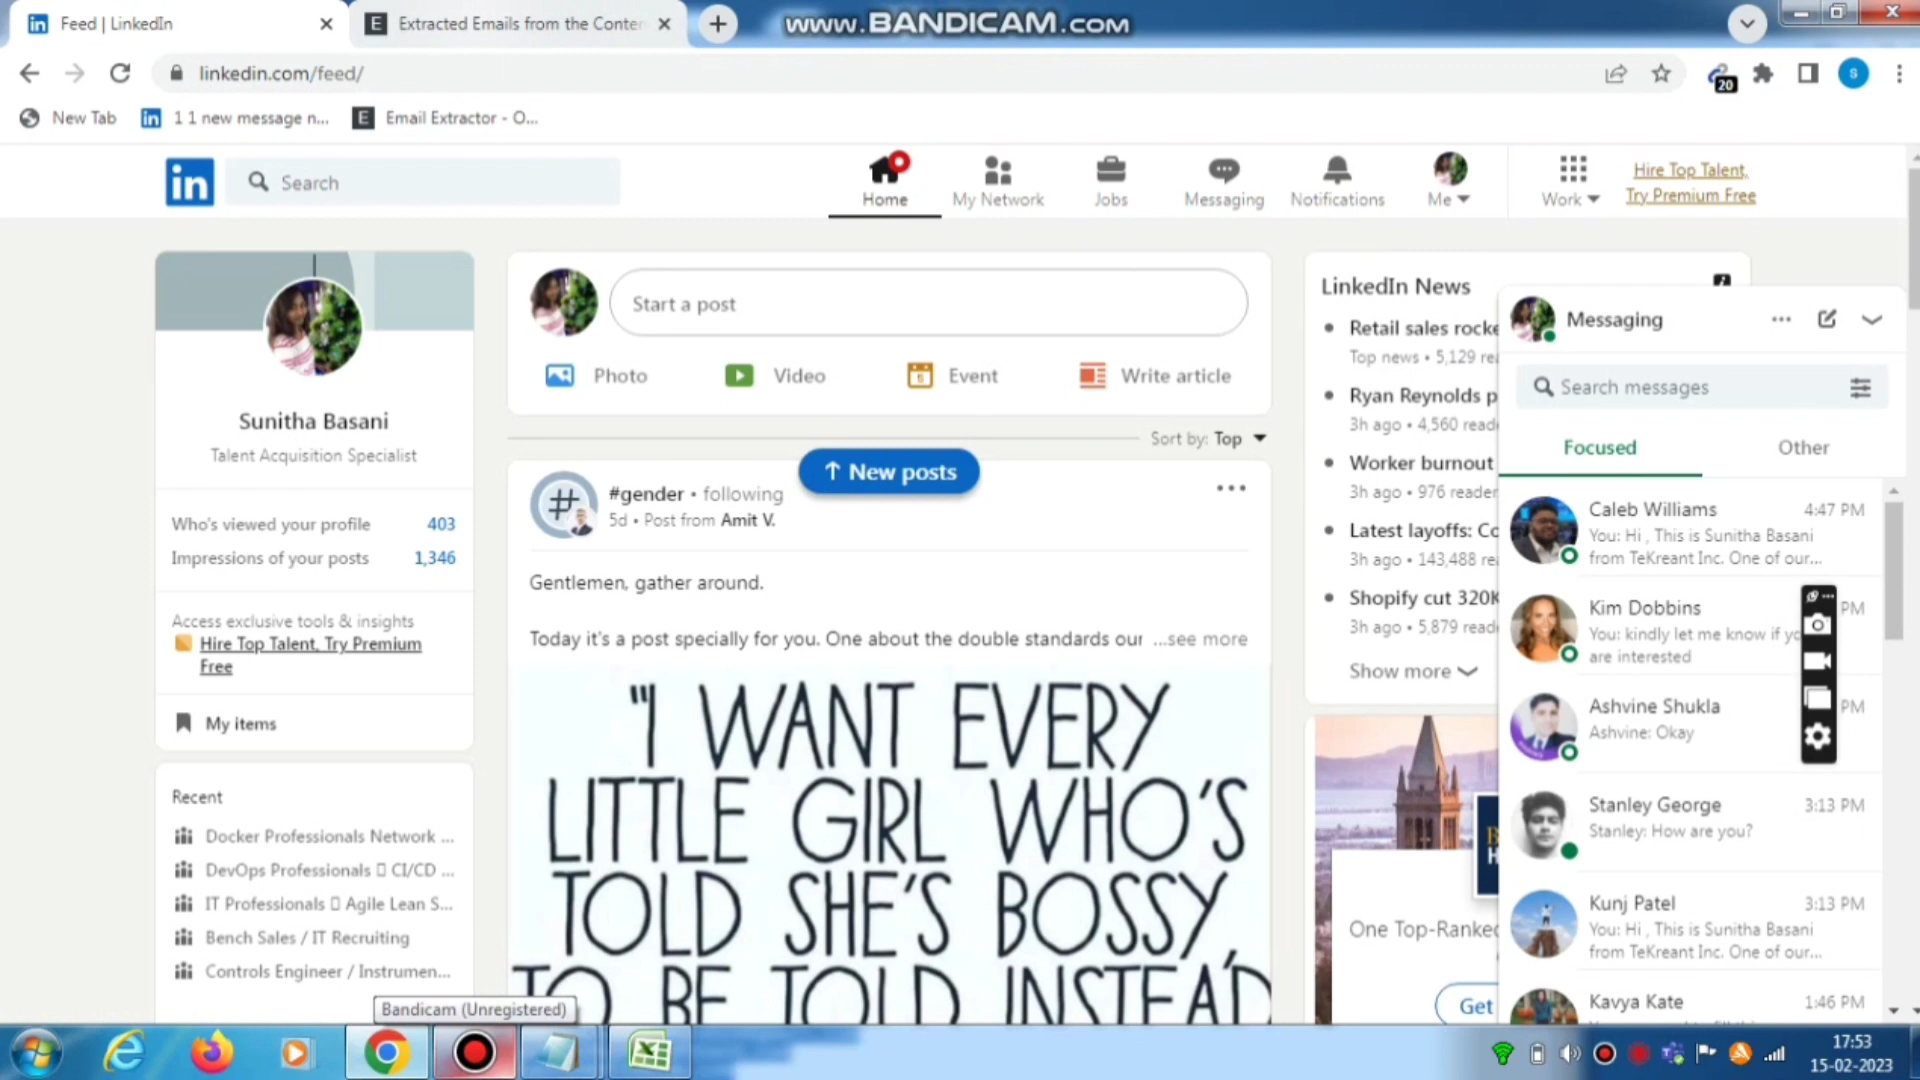 Feed | LinkedIn
Extracted Emails from the Conter
www.BANDICAM.com
linkedin.com/feed/
20
s
New Tab
1 1 new message n...
E
Email Extractor - O...
in
Search
Home
My Network
Jobs
Messaging
Notifications
Me
Work
Hire Top Talent,
Try Premium Free
Sunitha Basani
Talent Acquisition Specialist
Who's viewed your profile 403
Impressions of your posts 1,346
Access exclusive tools & insights
Hire Top Talent, Try Premium
Free
My items
Recent
Docker Professionals Network ...
DevOps Professionals CI/CD ...
IT Professionals Agile Lean S...
Bench Sales / IT Recruiting
Controls Engineer / Instrumen...
Start a post
Photo
Video
Event
Write article
Sort by: Top
↑ New posts
#gender • following
5d • Post from Amit V.
Gentlemen, gather around.
Today it's a post specially for you. One about the double standards our ...see more
"I WANT EVERY
LITTLE GIRL WHO'S
TOLD SHE'S BOSSY,
TO BE TOLD INSTEAD
LinkedIn News
Retail sales rocke
Top news • 5,129 rea
Ryan Reynolds p
3h ago • 4,560 reade
Worker burnout
3h ago • 976 reader
Latest layoffs: Co
3h ago • 143,488 re
Shopify cut 320K
3h ago • 5,879 reade
Show more
One Top-Ranked
Get
Messaging
Search messages
Focused
Other
Caleb Williams 4:47 PM
You: Hi , This is Sunitha Basani
from TeKreant Inc. One of our...
Kim Dobbins PM
You: kindly let me know if yo
are interested
Ashvine Shukla PM
Ashvine: Okay
Stanley George 3:13 PM
Stanley: How are you?
Kunj Patel 3:13 PM
You: Hi , This is Sunitha Basani
from TeKreant Inc. One of our...
Kavya Kate 1:46 PM
Bandicam (Unregistered)
17:53
15-02-2023